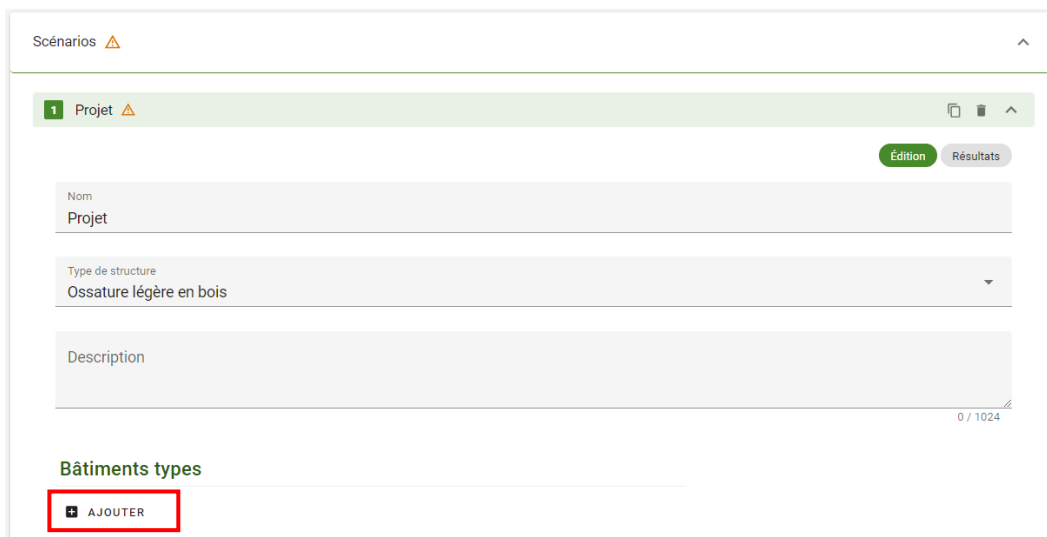 Scénarios
1 Projet
Édition Résultats
Nom
Projet
Type de structure
Ossature légère en bois
Description
0 / 1024
Bâtiments types
AJOUTER